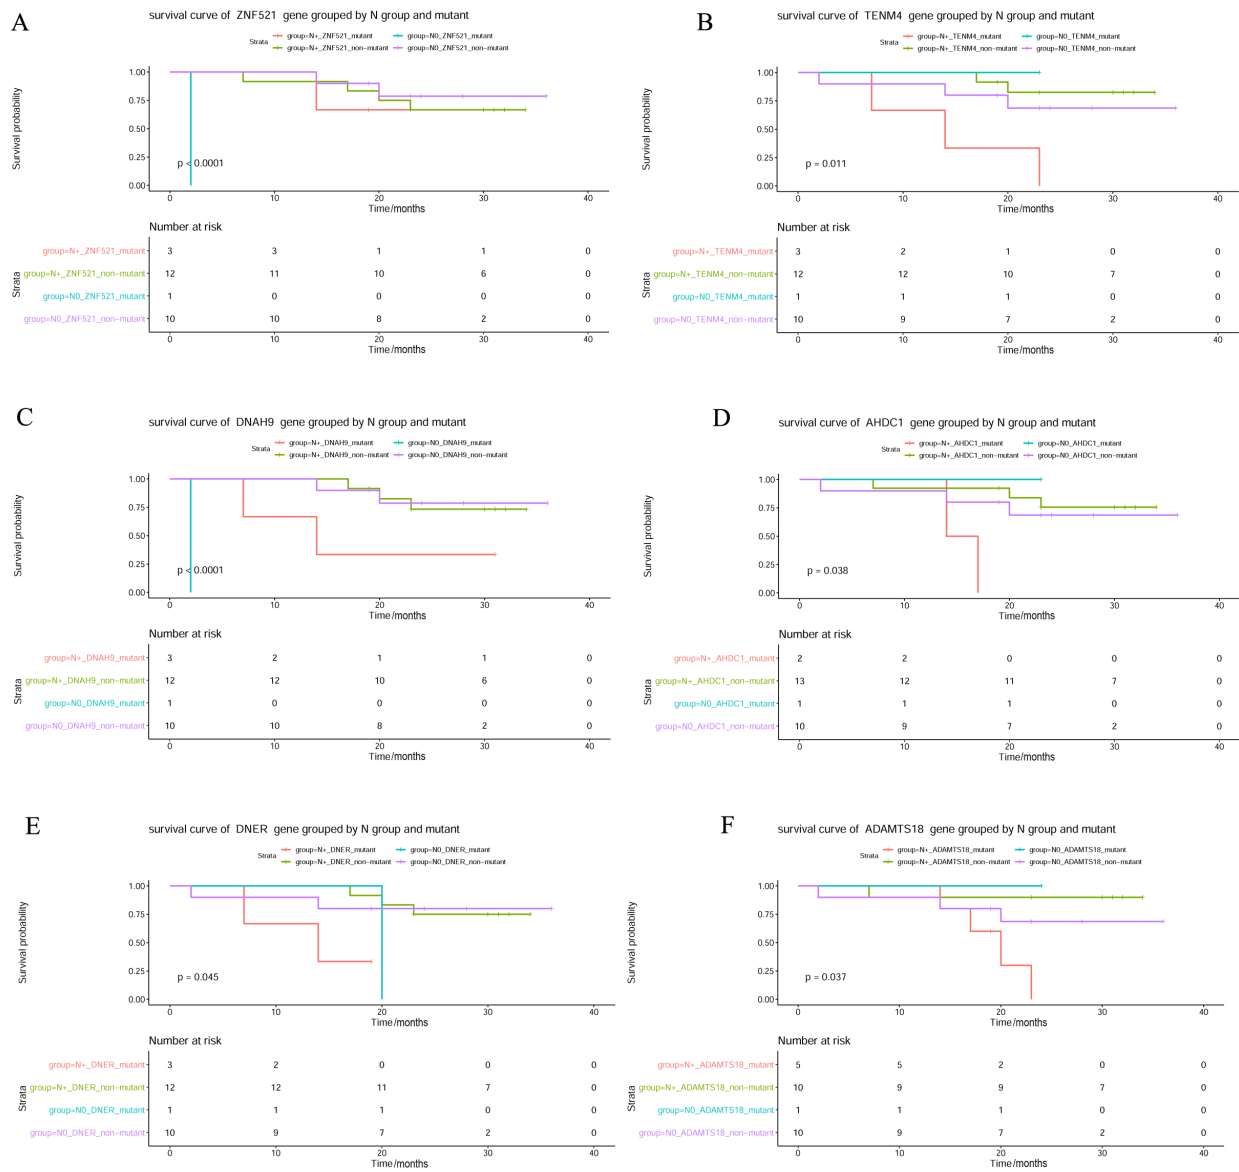 A
survival curve of ZNF521 gene grouped by N group and mutant
Strata
group=N+_ZNF521_mutant
group=N0_ZNF521_mutant
group=N+_ZNF521_non-mutant
group=N0_ZNF521_non-mutant
Survival probability
1.00
0.75
0.50
0.25
0.00
p < 0.0001
0 10 20 30 40
Time/months
Number at risk
Strata
group=N+_ZNF521_mutant 3 3 1 1 0
group=N+_ZNF521_non-mutant 12 11 10 6 0
group=N0_ZNF521_mutant 1 0 0 0 0
group=N0_ZNF521_non-mutant 10 10 8 2 0
0 10 20 30 40
Time/months
B
survival curve of TENM4 gene grouped by N group and mutant
Strata
group=N+_TENM4_mutant
group=N0_TENM4_mutant
group=N+_TENM4_non-mutant
group=N0_TENM4_non-mutant
Survival probability
1.00
0.75
0.50
0.25
0.00
p = 0.011
0 10 20 30 40
Time/months
Number at risk
Strata
group=N+_TENM4_mutant 3 2 1 0 0
group=N+_TENM4_non-mutant 12 12 10 7 0
group=N0_TENM4_mutant 1 1 1 0 0
group=N0_TENM4_non-mutant 10 9 7 2 0
0 10 20 30 40
Time/months
C
survival curve of DNAH9 gene grouped by N group and mutant
Strata
group=N+_DNAH9_mutant
group=N0_DNAH9_mutant
group=N+_DNAH9_non-mutant
group=N0_DNAH9_non-mutant
Survival probability
1.00
0.75
0.50
0.25
0.00
p < 0.0001
0 10 20 30 40
Time/months
Number at risk
Strata
group=N+_DNAH9_mutant 3 2 1 1 0
group=N+_DNAH9_non-mutant 12 12 10 6 0
group=N0_DNAH9_mutant 1 0 0 0 0
group=N0_DNAH9_non-mutant 10 10 8 2 0
0 10 20 30 40
Time/months
D
survival curve of AHDC1 gene grouped by N group and mutant
Strata
group=N+_AHDC1_mutant
group=N0_AHDC1_mutant
group=N+_AHDC1_non-mutant
group=N0_AHDC1_non-mutant
Survival probability
1.00
0.75
0.50
0.25
0.00
p = 0.038
0 10 20 30 40
Time/months
Number at risk
Strata
group=N+_AHDC1_mutant 2 2 0 0 0
group=N+_AHDC1_non-mutant 13 12 11 7 0
group=N0_AHDC1_mutant 1 1 1 0 0
group=N0_AHDC1_non-mutant 10 9 7 2 0
0 10 20 30 40
Time/months
E
survival curve of DNER gene grouped by N group and mutant
Strata
group=N+_DNER_mutant
group=N0_DNER_mutant
group=N+_DNER_non-mutant
group=N0_DNER_non-mutant
Survival probability
1.00
0.75
0.50
0.25
0.00
p = 0.045
0 10 20 30 40
Time/months
Number at risk
Strata
group=N+_DNER_mutant 3 2 0 0 0
group=N+_DNER_non-mutant 12 12 11 7 0
group=N0_DNER_mutant 1 1 1 0 0
group=N0_DNER_non-mutant 10 9 7 2 0
0 10 20 30 40
Time/months
F
survival curve of ADAMTS18 gene grouped by N group and mutant
Strata
group=N+_ADAMTS18_mutant
group=N0_ADAMTS18_mutant
group=N+_ADAMTS18_non-mutant
group=N0_ADAMTS18_non-mutant
Survival probability
1.00
0.75
0.50
0.25
0.00
p = 0.037
0 10 20 30 40
Time/months
Number at risk
Strata
group=N+_ADAMTS18_mutant 5 5 2 0 0
group=N+_ADAMTS18_non-mutant 10 9 9 7 0
group=N0_ADAMTS18_mutant 1 1 1 0 0
group=N0_ADAMTS18_non-mutant 10 9 7 2 0
0 10 20 30 40
Time/months